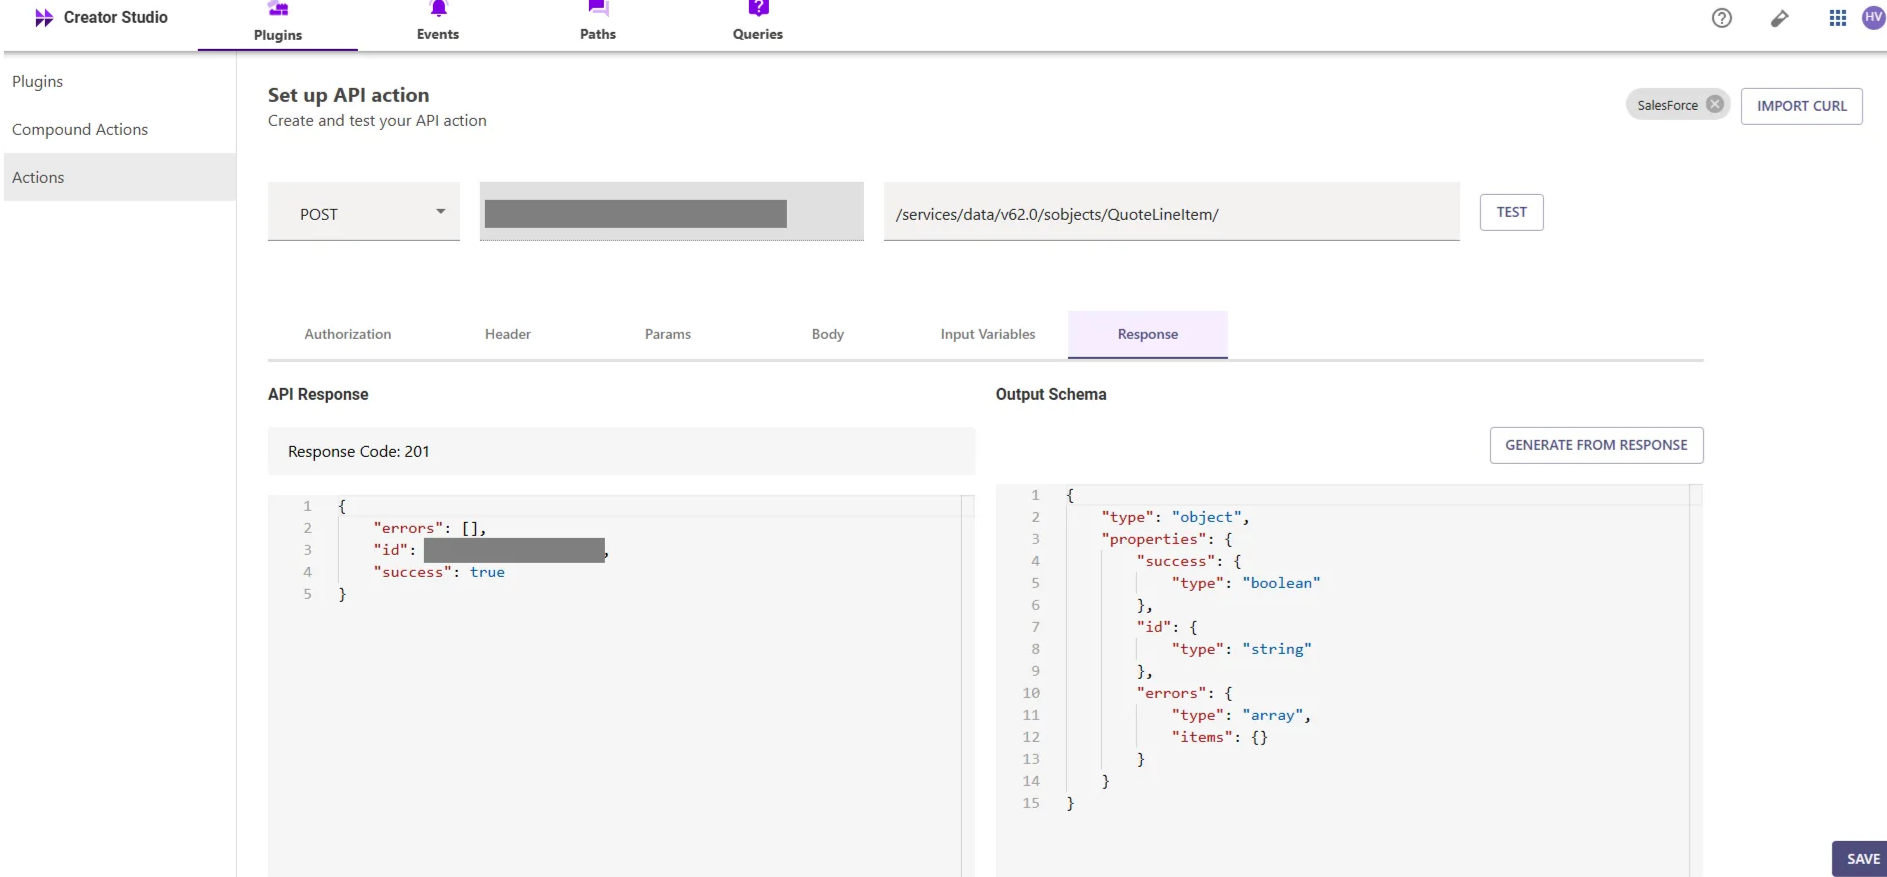 Creator Studio
Plugins
Events
Paths
Queries
HV
Plugins
Compound Actions
Actions
Set up API action
Create and test your API action
SalesForce
IMPORT CURL
POST
/services/data/v62.0/sobjects/QuoteLineItem/
TEST
Authorization
Header
Params
Body
Input Variables
Response
API Response
Response Code: 201
1 {
2 "errors": [],
3 "id": ,
4 "success": true
5 }
Output Schema
GENERATE FROM RESPONSE
1 {
2 "type": "object",
3 "properties": {
4 "success": {
5 "type": "boolean"
6 },
7 "id": {
8 "type": "string"
9 },
10 "errors": {
11 "type": "array",
12 "items": {}
13 }
14 }
15 }
SAVE